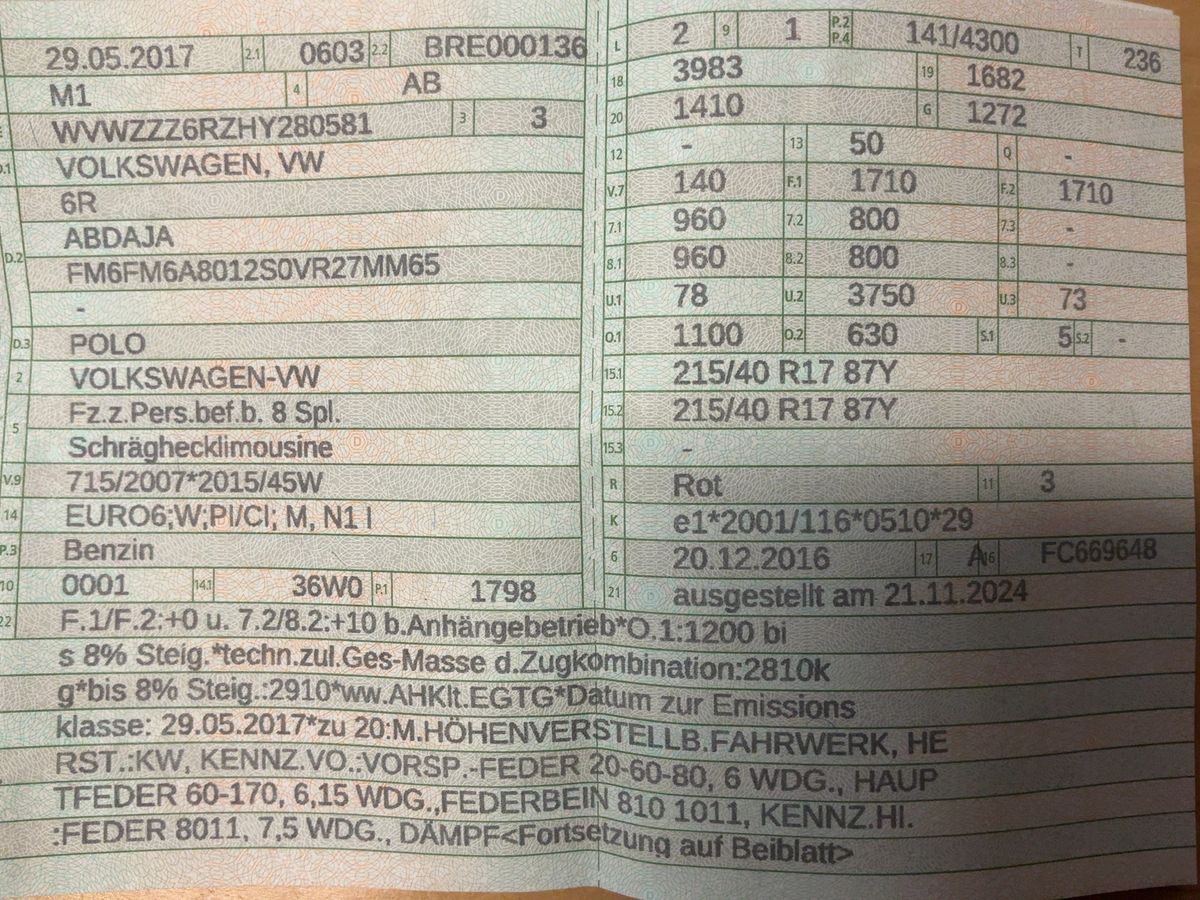 29.05.2017 2.1 0603 2.2 BRE000136
M1 4 AB
WVWZZZ6RZHY280581 3 3
VOLKSWAGEN, VW
6R
D.2 ABDAJA
FM6FM6A8012S0VR27MM65
-
D.3 POLO
2 VOLKSWAGEN-VW
5 Fz.z.Pers.bef.b. 8 Spl.
Schräghecklimousine
V.9 715/2007*2015/45W
14 EURO6;W;PI/CI; M, N1 I
P.3 Benzin
10 0001 14.1 36W0 P.1 1798
L 2 9 1 P.2 P.4 141/4300 T 236
18 3983 19 1682
20 1410 G 1272
12 - 13 50 Q -
V.7 140 F.1 1710 F.2 1710
7.1 960 7.2 800 7.3 -
8.1 960 8.2 800 8.3 -
U.1 78 U.2 3750 U.3 73
O.1 1100 O.2 630 S.1 5 S.2 -
15.1 215/40 R17 87Y
15.2 215/40 R17 87Y
15.3 -
R Rot 11 3
K e1*2001/116*0510*29
6 20.12.2016 17 A 16 FC669648
21 ausgestellt am 21.11.2024
22 F.1/F.2:+0 u. 7.2/8.2:+10 b.Anhängebetrieb*O.1:1200 bi
s 8% Steig.*techn.zul.Ges-Masse d.Zugkombination:2810k
g*bis 8% Steig.:2910*ww.AHKlt.EGTG*Datum zur Emissions
klasse: 29.05.2017*zu 20:M.HÖHENVERSTELLB.FAHRWERK, HE
RST.:KW, KENNZ.VO.:VORSP.-FEDER 20-60-80, 6 WDG., HAUP
TFEDER 60-170, 6,15 WDG.,FEDERBEIN 810 1011, KENNZ.HI.
:FEDER 8011, 7,5 WDG., DÄMPF<Fortsetzung auf Beiblatt>